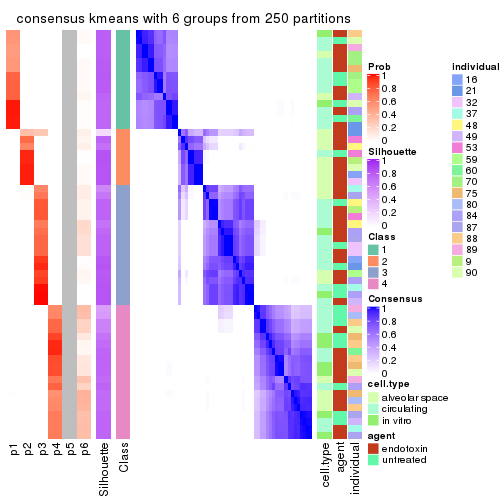 consensus kmeans with 6 groups from 250 partitions
p1
p2
p3
p4
p5
p6
Silhouette
Class
cell.type
agent
individual
Prob
1
0.8
0.6
0.4
0.2
0
Silhouette
1
0.8
0.6
0.4
0.2
0
Class
1
2
3
4
Consensus
1
0.8
0.6
0.4
0.2
0
cell.type
alveolar space
circulating
in vitro
agent
endotoxin
untreated
individual
16
21
32
37
48
49
53
59
60
70
75
80
84
87
88
89
9
90